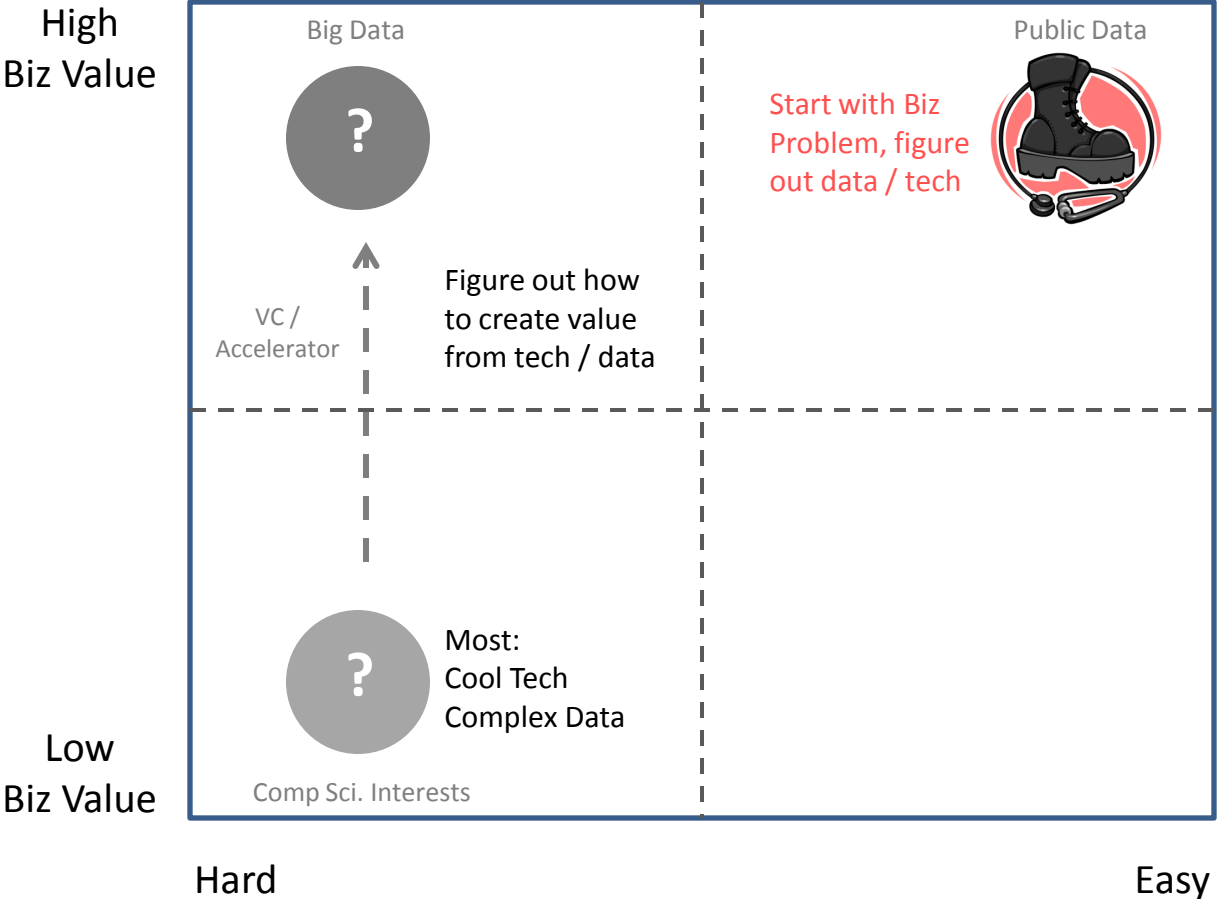 High
Biz Value
Big Data
?
Public Data
Start with Biz
Problem, figure
out data / tech
VC /
Accelerator
Figure out how
to create value
from tech / data
?
Most:
Cool Tech
Complex Data
Low
Biz Value
Comp Sci. Interests
Hard
Easy